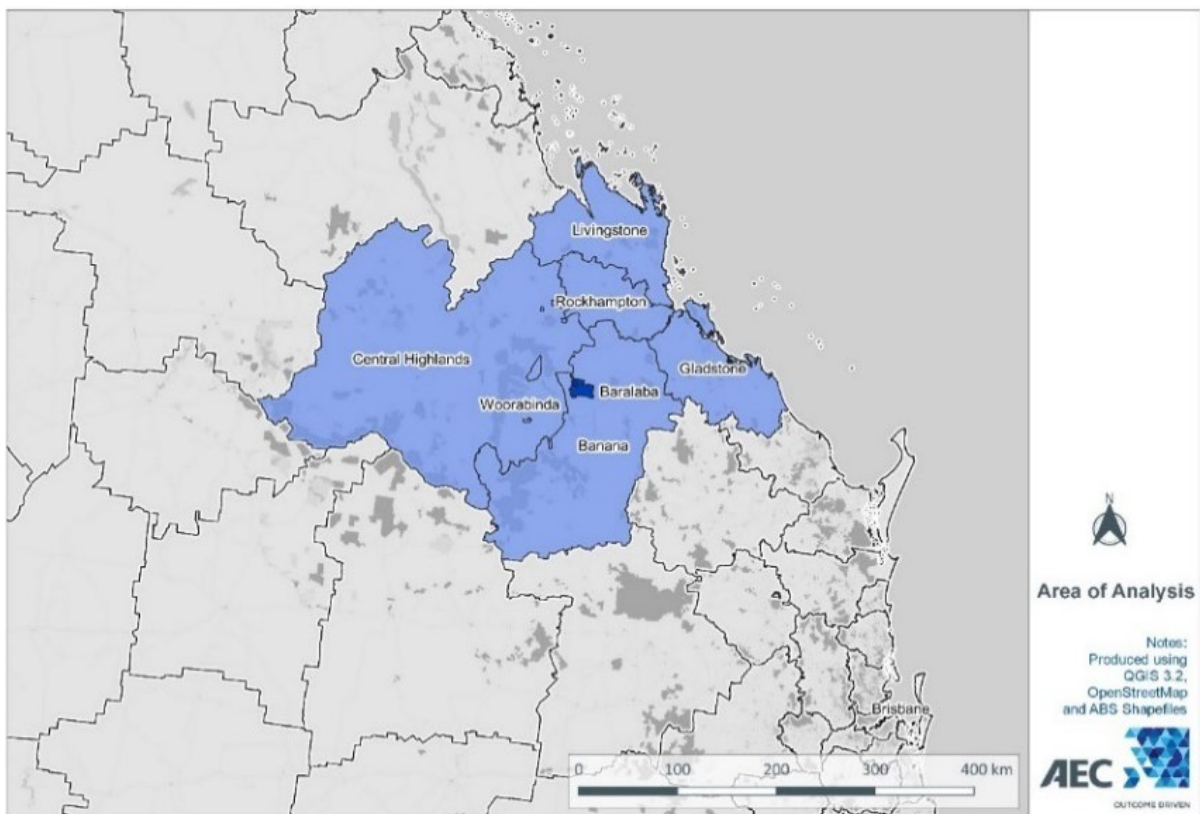 Livingstone
Rockhampton
Central Highlands
Gladstone
Baralaba
Woorabinda
Banana
Brisbane
0 100 200 300 400 km
N
Area of Analysis
Notes:
Produced using
QGIS 3.2,
OpenStreetMap
and ABS Shapefiles
AEC
OUTCOME DRIVEN